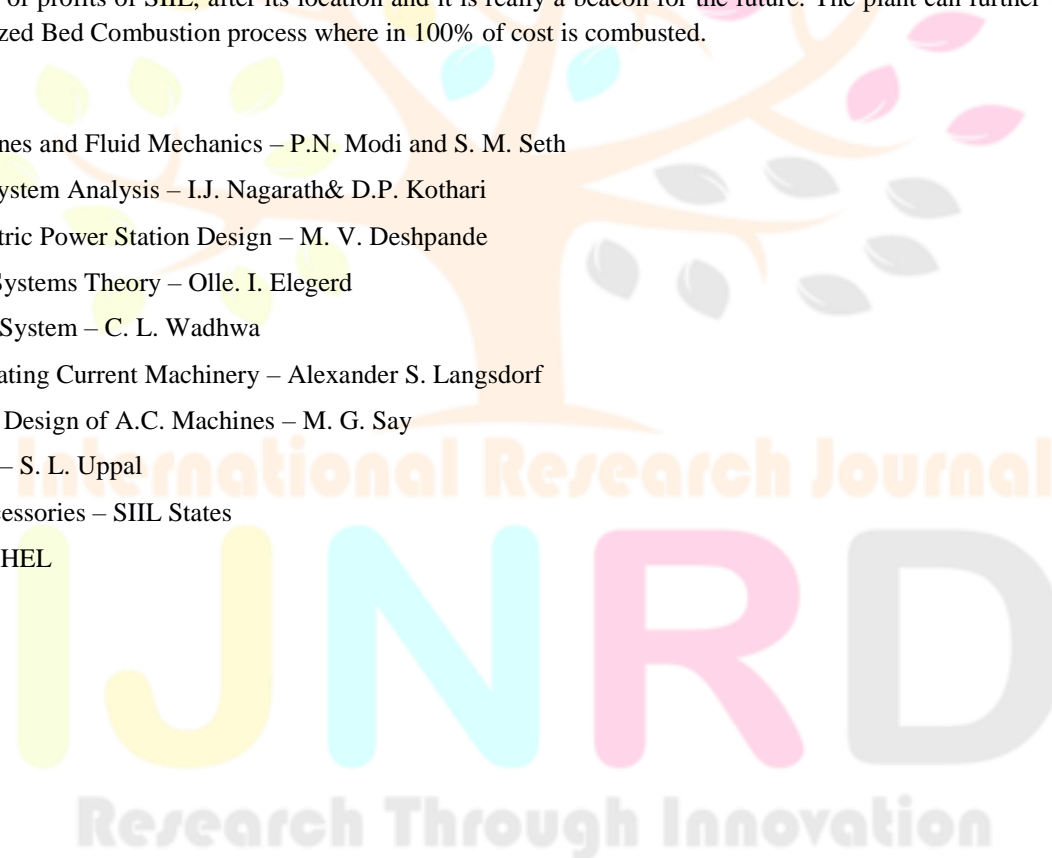 of profits of SIIL, after its location and it is really a beacon for the future. The plant can further
zed Bed Combustion process where in 100% of cost is combusted.
nes and Fluid Mechanics – P.N. Modi and S. M. Seth
ystem Analysis – I.J. Nagarath& D.P. Kothari
tric Power Station Design – M. V. Deshpande
ystems Theory – Olle. I. Elegerd
System – C. L. Wadhwa
ating Current Machinery – Alexander S. Langsdorf
Design of A.C. Machines – M. G. Say
– S. L. Uppal
International Research Journal
essories – SIIL States
HEL
IJNRD
Research Through Innovation